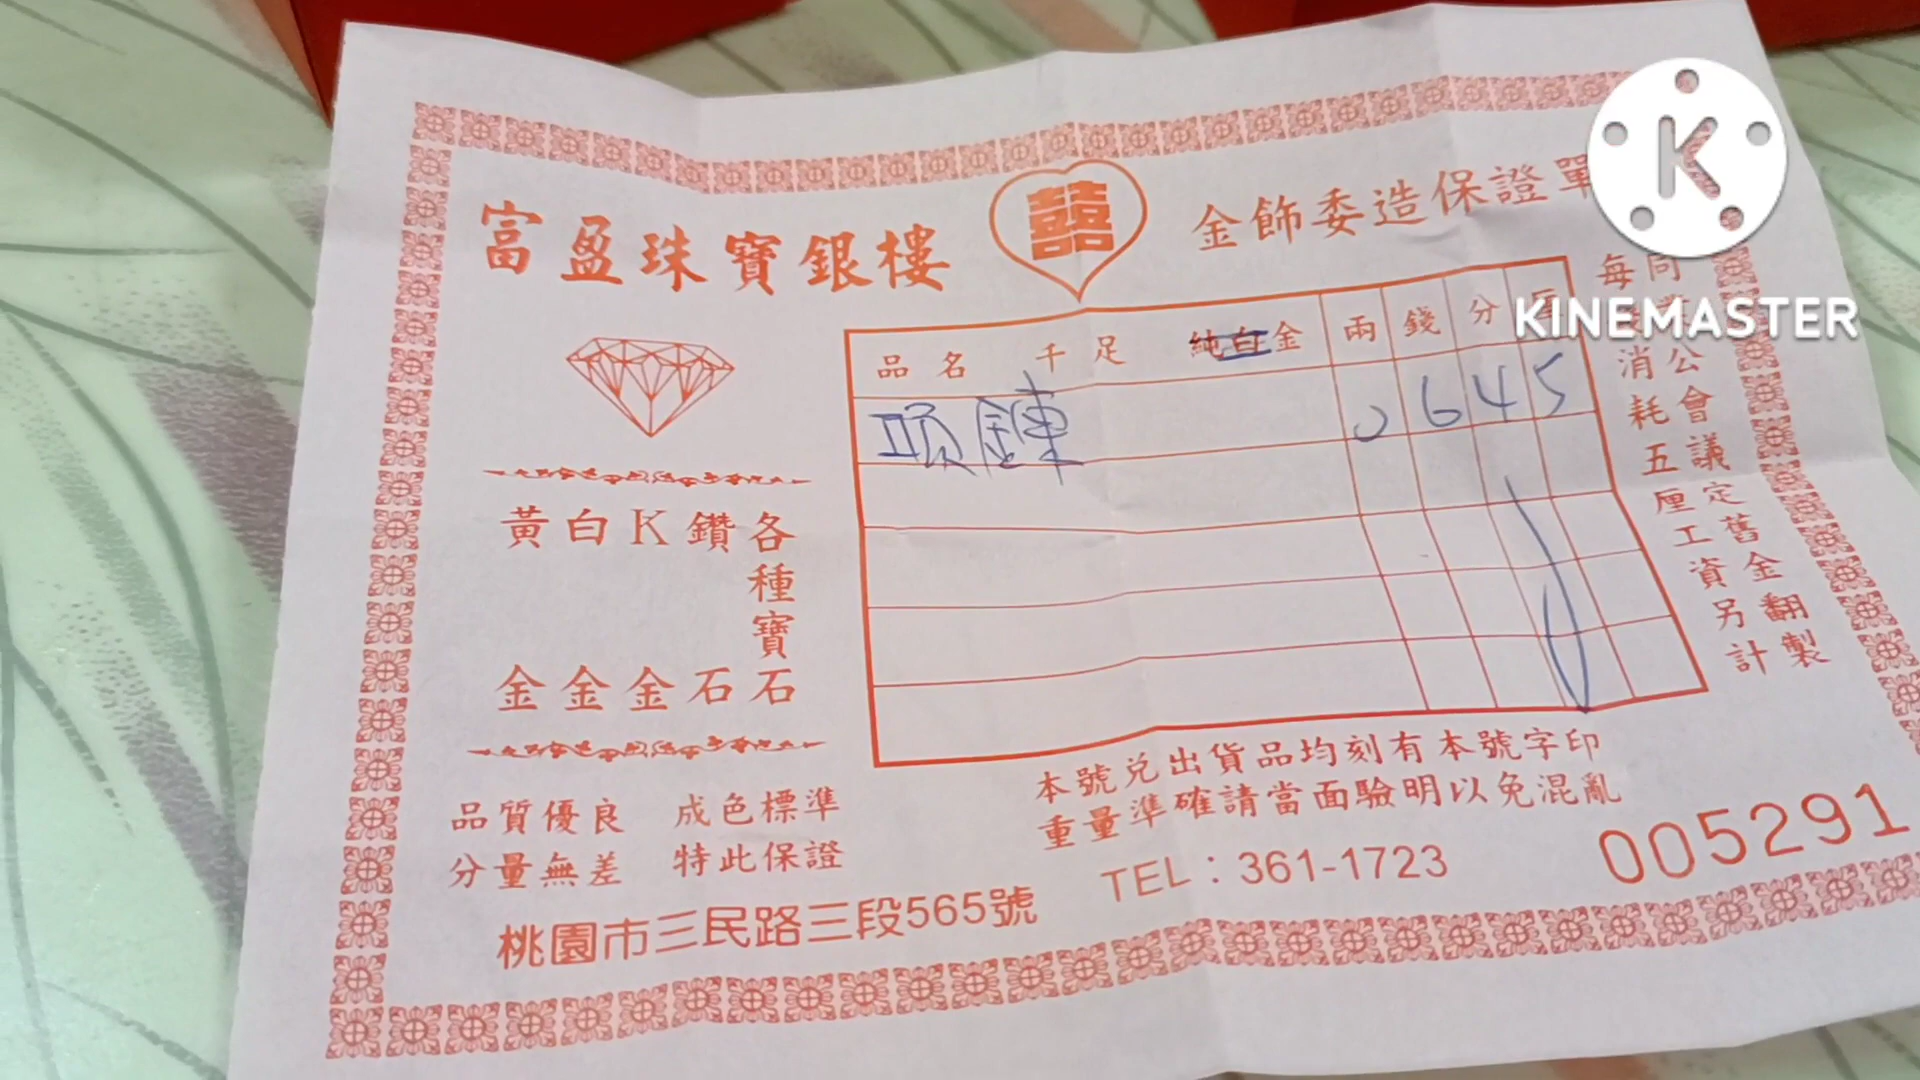 富盈珠寶銀樓 囍 金飾委造保證單
品名 千足 純白金 兩 錢 分
項鍊 0 6 4 5
各種寶石
鑽石
K金
白金
黃金
同業公會議定舊金翻製
每錢消耗五厘工資另計
品質優良 成色標準
分量無差 特此保證
本號兌出貨品均刻有本號字印
重量準確請當面驗明以免混亂
TEL：361-1723
005291
桃園市三民路三段565號
K
KINEMASTER